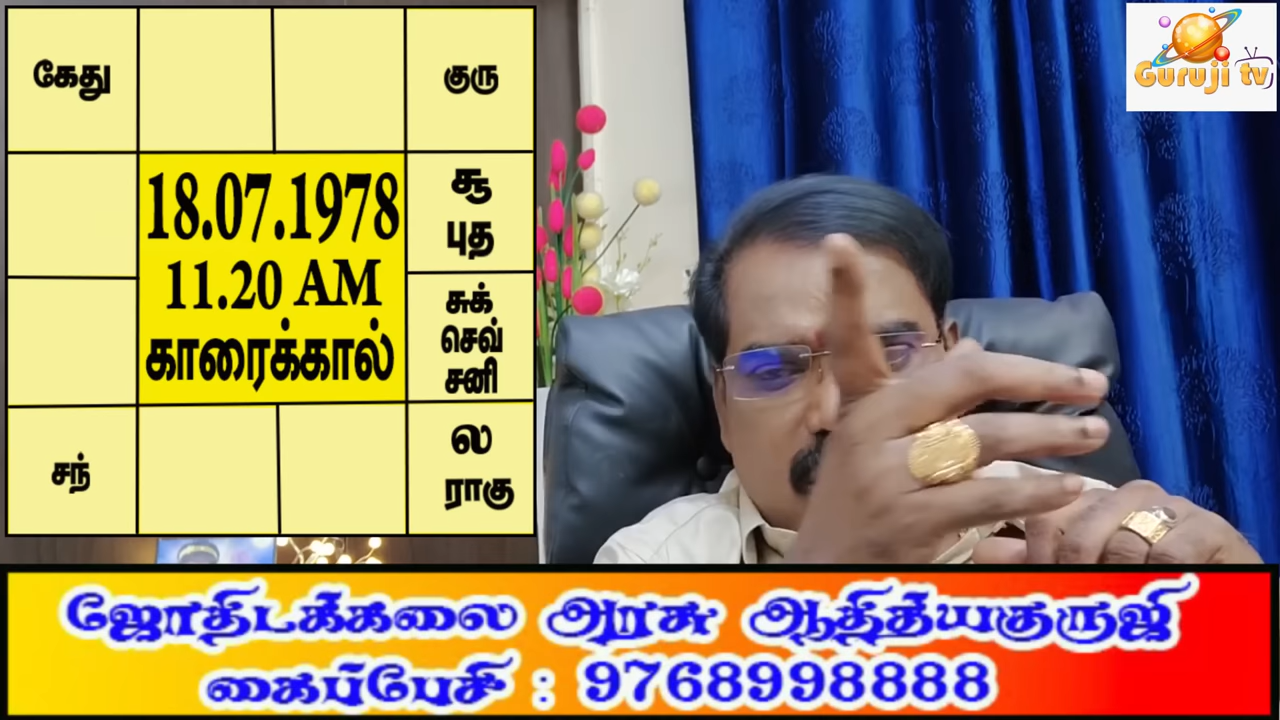 கேது
குரு
18.07.1978
11.20 AM
காரைக்கால்
சூ
புத
சுக்
செவ்
சனி
சந்
ல
ராகு
Guruji tv
ஜோதிடக்கலை அரசு ஆதித்யகுருஜி
கைப்பேசி : 9768998888